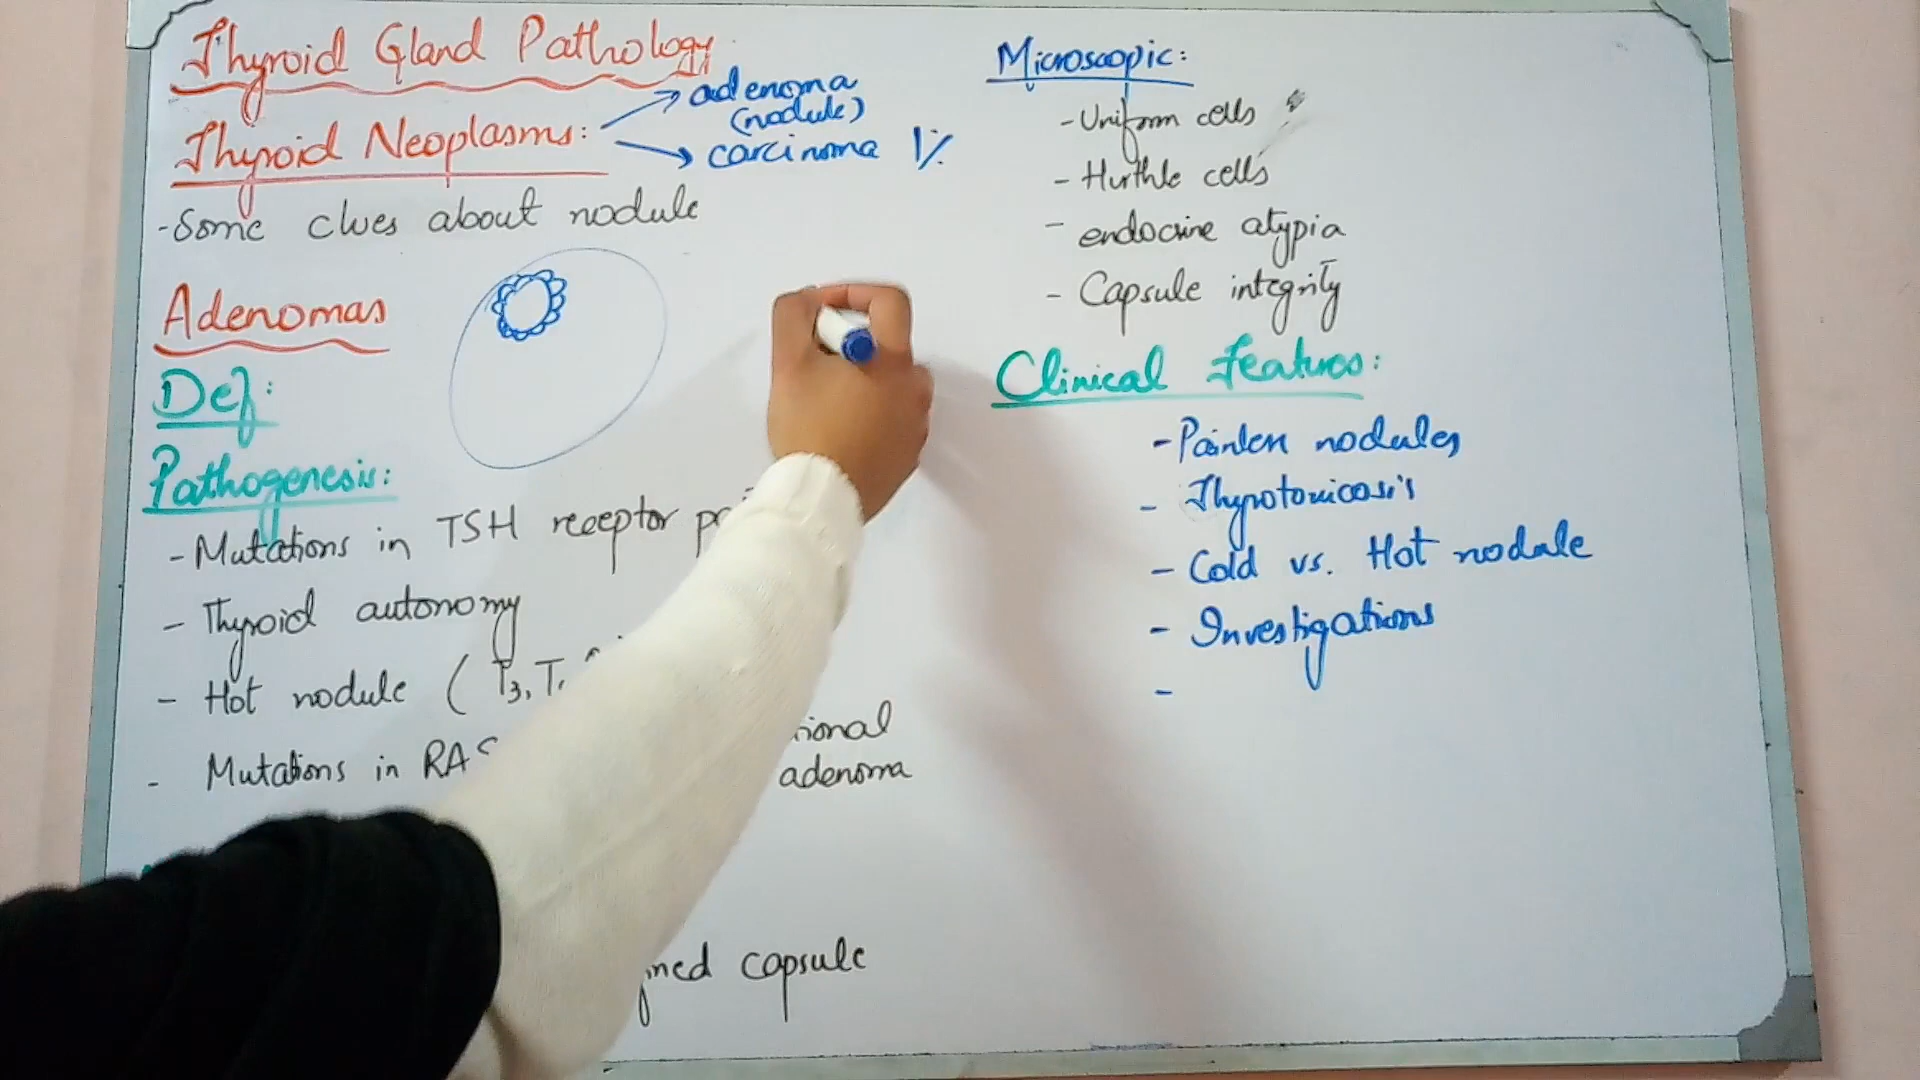 Thyroid Gland Pathology
Thyroid Neoplasms:
adenoma
(nodule)
carcinoma 1%
-Some clues about nodule
Adenomas
Def:
Pathogenesis:
-Mutations in TSH receptor
- Thyroid autonomy
- Hot nodule ( T3,
- Mutations in RAS
adenoma
capsule
Microscopic:
-Uniform cells
- Hurthle cells
- endocrine atypia
- Capsule integrity
Clinical Features:
-Painless nodules
- Thyrotoxicosis
- Cold vs. Hot nodule
- Investigations
-